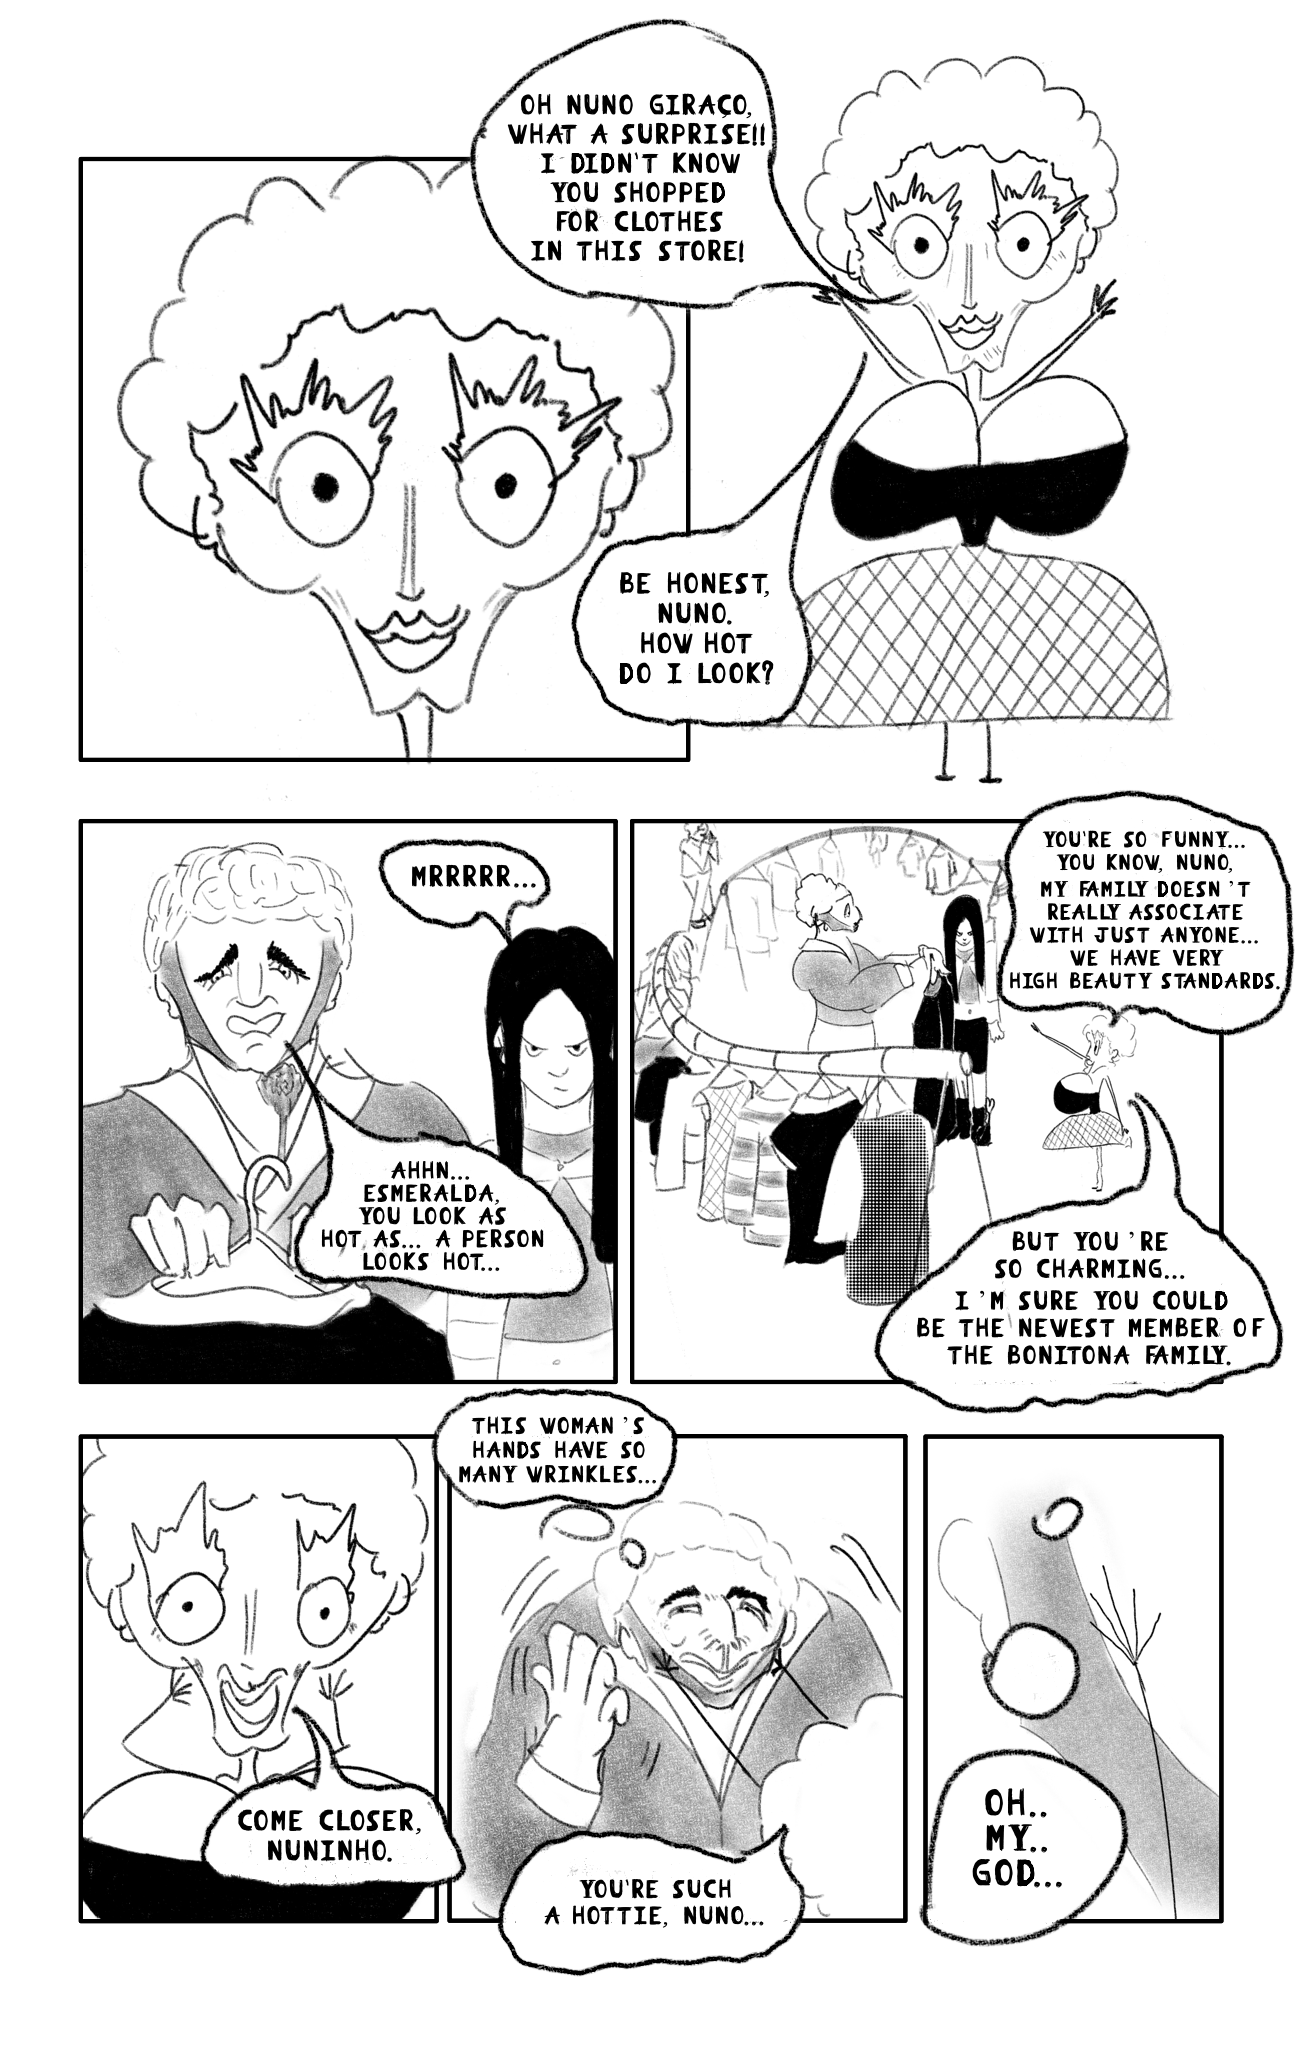 OH NUNO GIRAÇO,
WHAT A SURPRISE!!
I DIDN'T KNOW
YOU SHOPPED
FOR CLOTHES
IN THIS STORE!
BE HONEST,
NUNO.
HOW HOT
DO I LOOK?
MRRRRR...
AHHN...
ESMERALDA,
YOU LOOK AS
HOT AS... A PERSON
LOOKS HOT...
YOU'RE SO FUNNY...
YOU KNOW, NUNO,
MY FAMILY DOESN'T
REALLY ASSOCIATE
WITH JUST ANYONE...
WE HAVE VERY
HIGH BEAUTY STANDARDS.
BUT YOU'RE
SO CHARMING...
I'M SURE YOU COULD
BE THE NEWEST MEMBER OF
THE BONITONA FAMILY.
COME CLOSER,
NUNINHO.
THIS WOMAN'S
HANDS HAVE SO
MANY WRINKLES...
YOU'RE SUCH
A HOTTIE, NUNO...
OH..
MY..
GOD...